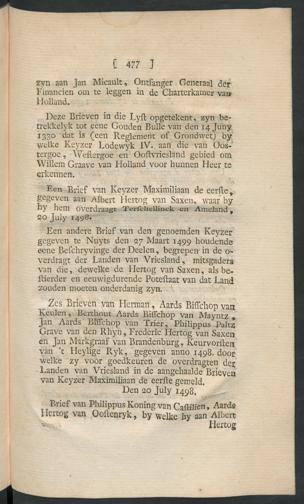 [ 477 ]
zyn aan Jan Micault, Ontfanger Generaal der
Financien om te leggen in de Charterkamer van
Holland.
Deze Brieven in die Lyst opgetekent, zyn be-
trekkelyk tot eene Gouden Bulle van den 14 Juny
1330 dat is (een Reglement of Grondwet) by
welke Keyzer Lodewyk IV. aan die van Oos-
tergoe, Westergoe en Oostvriesland gebied om
Willem Graave van Holland voor hunnen Heer te
erkennen.
Een Brief van Keyzer Maximiliaan de eerste,
gegeven aan Albert Hertog van Saxen, waar by
hy hem overdraagt Terschellinck en Ameland,
20 July 1498.
Een andere Brief van den genoemden Keyzer
gegeven te Nuyts den 27 Maart 1499 houdende
eene Beschryvinge der Deelen, begrepen in de o-
verdragt der Landen van Vriesland, mitsgaders
van die, dewelke de Hertog van Saxen, als be-
stierder en eeuwigdurende Potestaat van dat Land
zouden moeten onderdanig zyn.
Zes Brieven van Herman, Aards Bisschop van
Keulen, Berthout Aards Bisschop van Mayntz,
Jan Aards Bisschop van Trier, Philippus Palts
Grave van den Rhyn, Frederic Hertog van Saxen
en Jan Markgraaf van Brandenburg, Keurvorsten
van 't Heylige Ryk, gegeven anno 1498. door
welke zy voor goedkeuren de overdragten der
Landen van Vriesland in de aangehaalde Brieven
van Keyzer Maximiliaan de eerste gemeld.
Den 20 July 1498.
Brief van Philippus Koning van Castilien, Aards
Hertog van Oostenryk, by welke hy aan Albert
Hertog